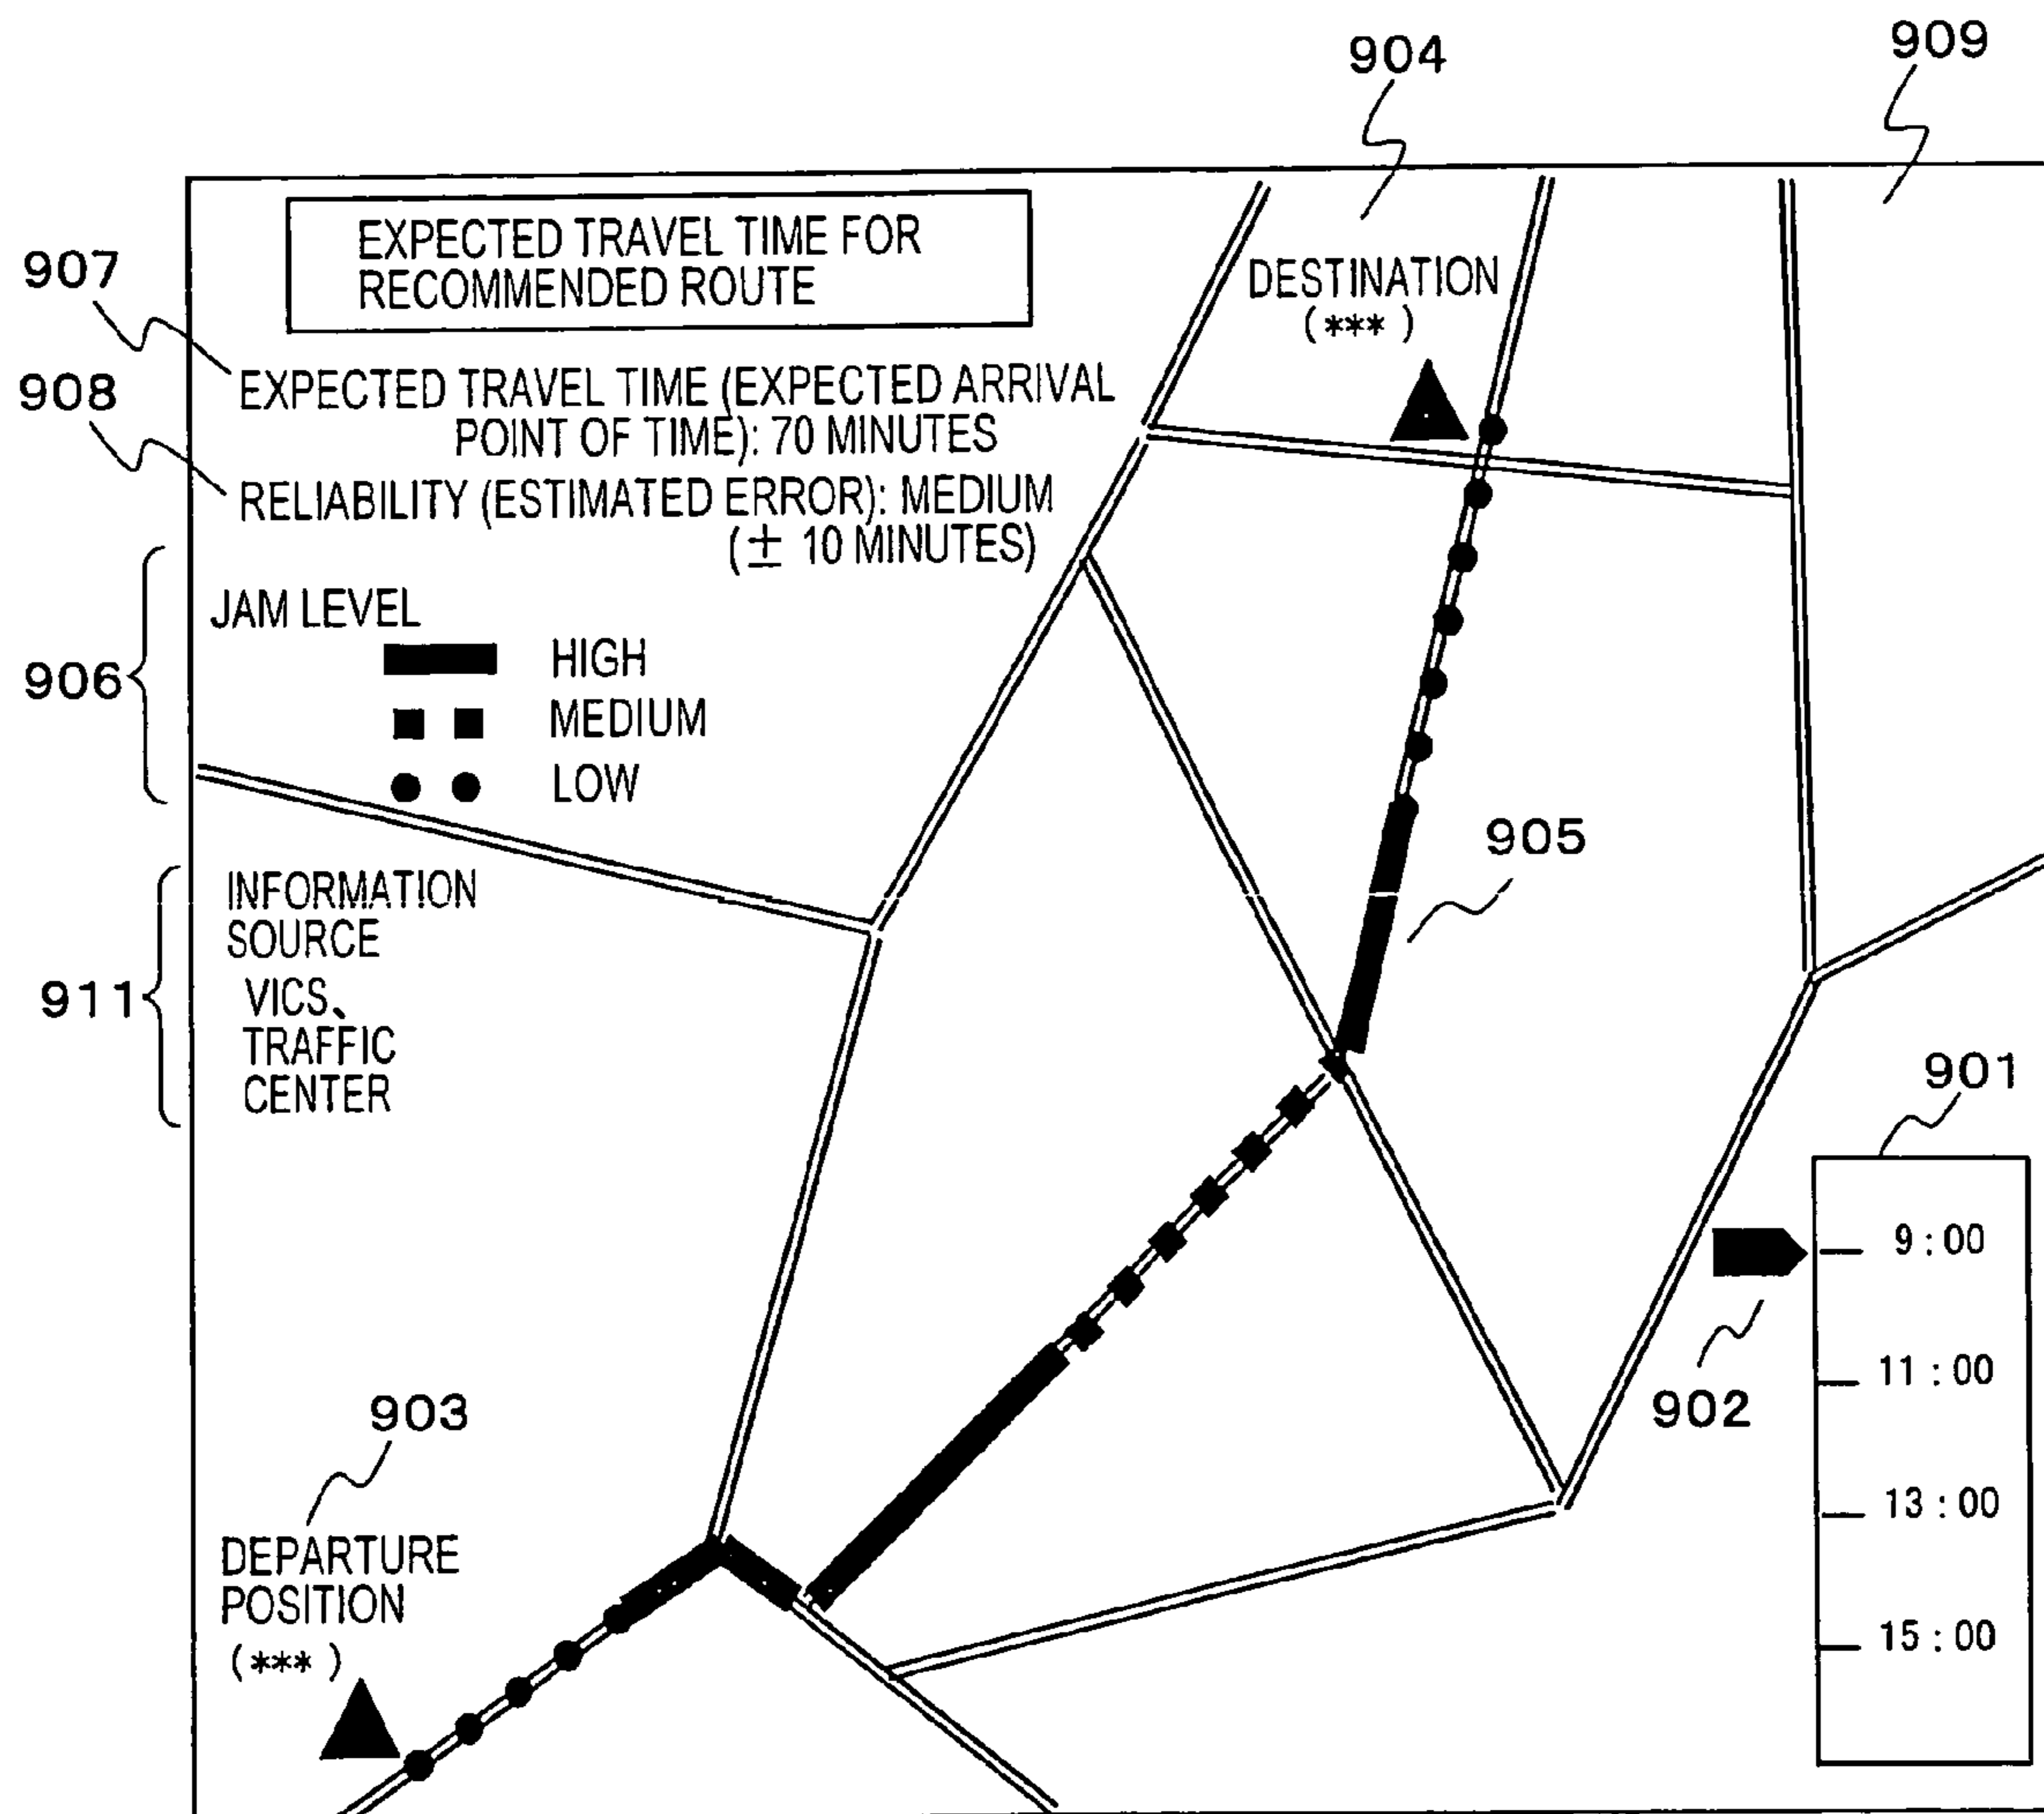 904
909
EXPECTED TRAVEL TIME FOR
RECOMMENDED ROUTE
907
DESTINATION
(***)
908
EXPECTED TRAVEL TIME (EXPECTED ARRIVAL
POINT OF TIME): 70 MINUTES
RELIABILITY (ESTIMATED ERROR): MEDIUM
(± 10 MINUTES)
906
JAM LEVEL
HIGH
MEDIUM
LOW
905
911
INFORMATION
SOURCE
VICS、
TRAFFIC
CENTER
901
9:00
11:00
13:00
15:00
902
903
DEPARTURE
POSITION
(***)